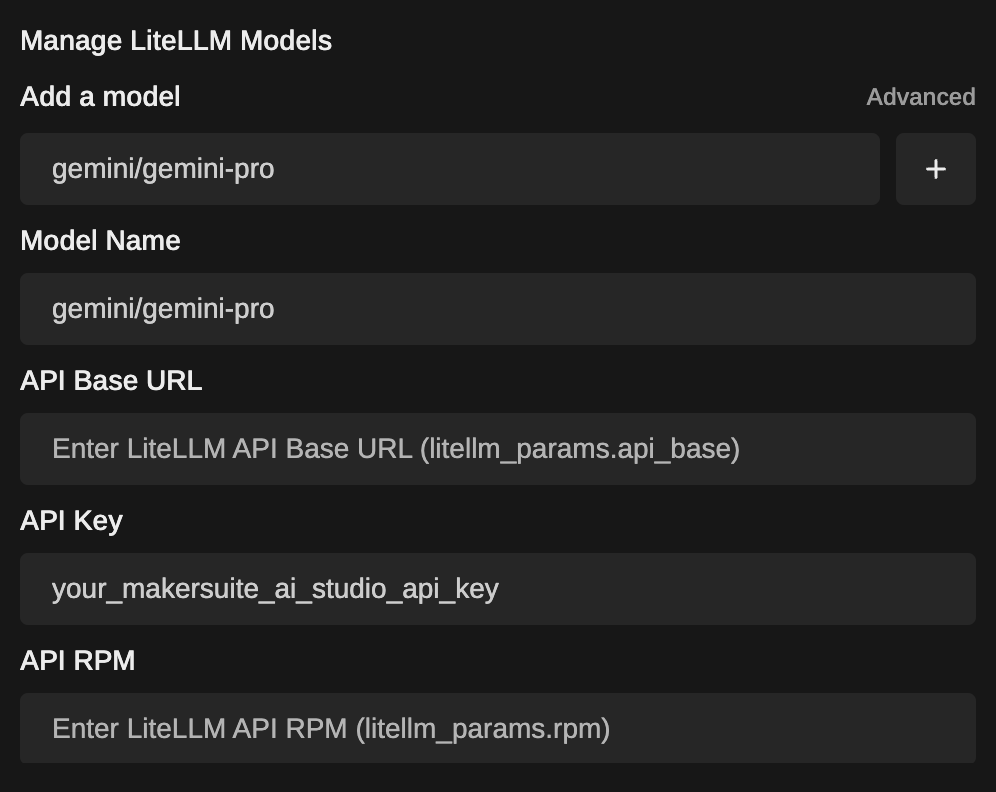 Manage LiteLLM Models
Add a model
Advanced
gemini/gemini-pro
+
Model Name
gemini/gemini-pro
API Base URL
Enter LiteLLM API Base URL (litellm_params.api_base)
API Key
your_makersuite_ai_studio_api_key
API RPM
Enter LiteLLM API RPM (litellm_params.rpm)